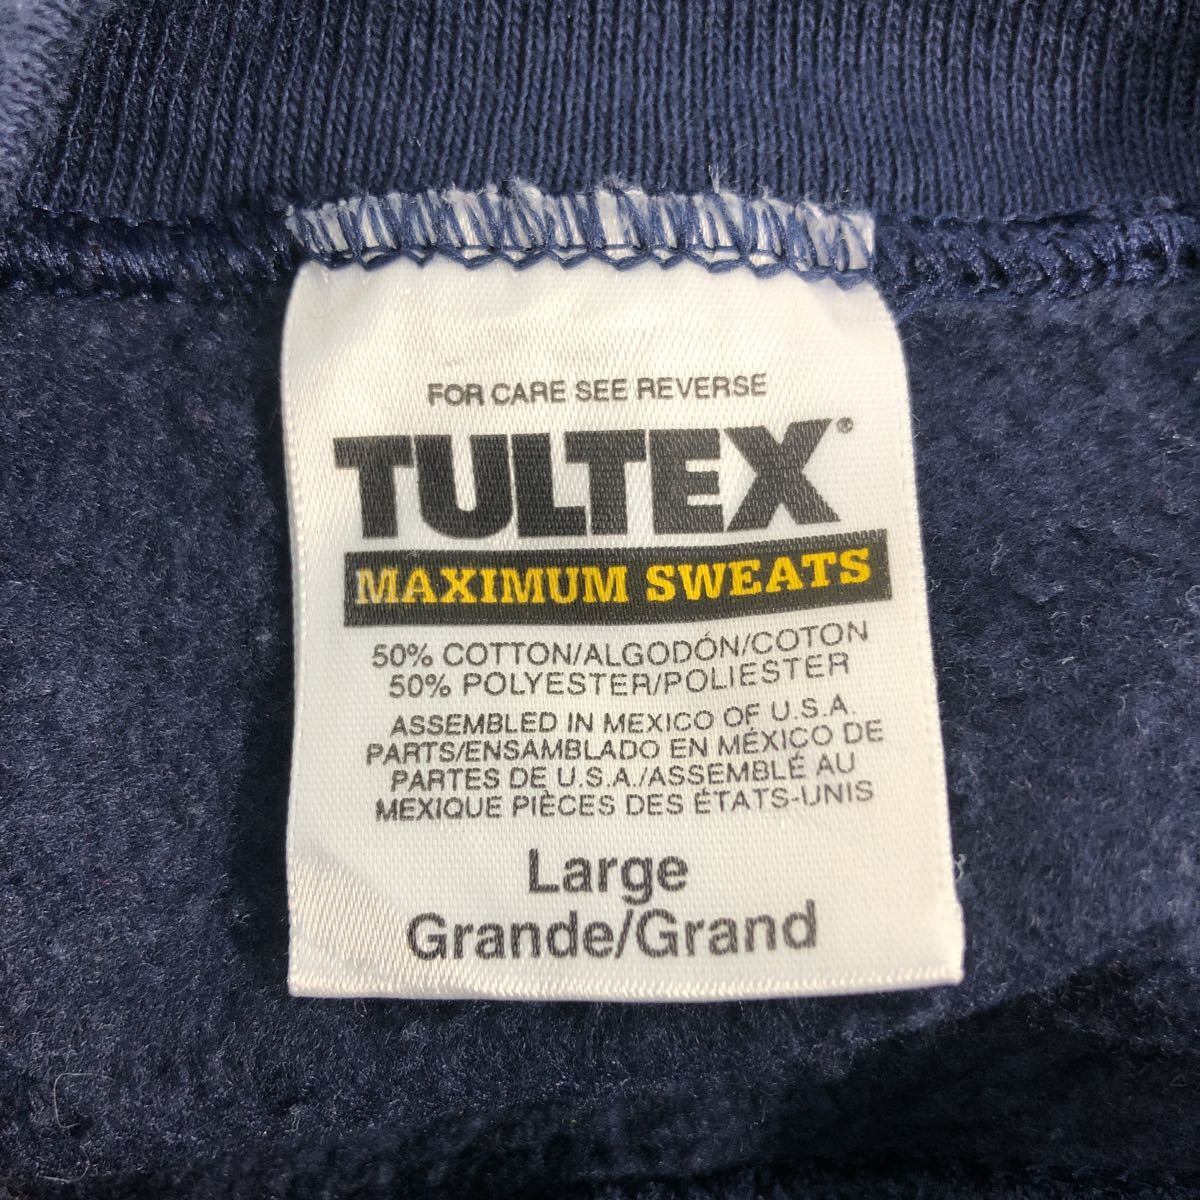 FOR CARE SEE REVERSE
TULTEX®
MAXIMUM SWEATS
50% COTTON/ALGODÓN/COTON
50% POLYESTER/POLIESTER
ASSEMBLED IN MEXICO OF U.S.A.
PARTS/ENSAMBLADO EN MÉXICO DE
PARTES DE U.S.A./ASSEMBLÉ AU
MEXIQUE PIÈCES DES ÉTATS-UNIS
Large
Grande/Grand